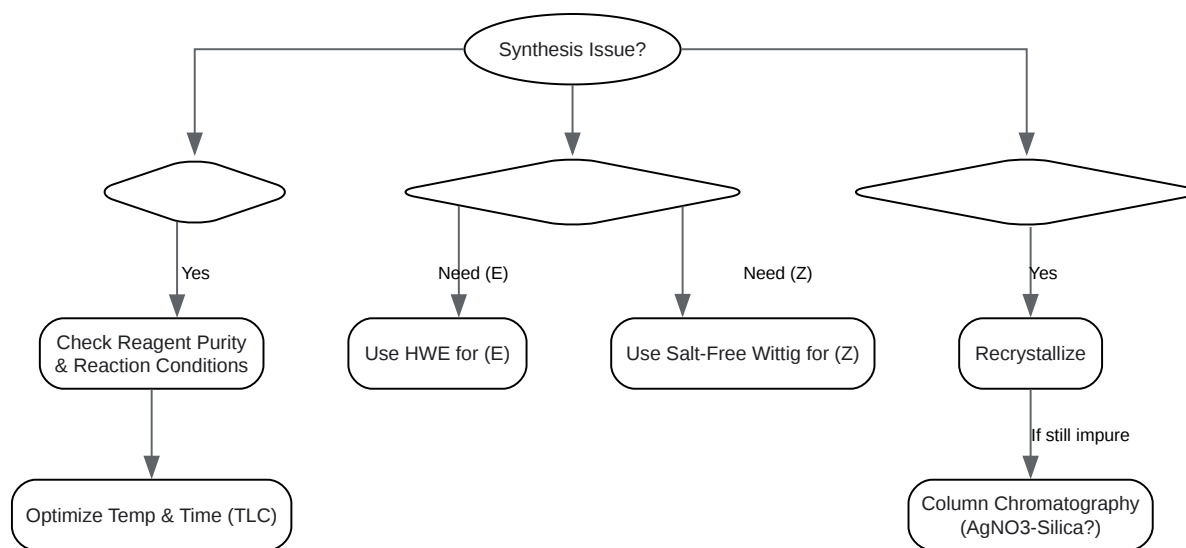 Synthesis Issue?
Yes
Need (E)
Need (Z)
Yes
Check Reagent Purity
& Reaction Conditions
Use HWE for (E)
Use Salt-Free Wittig for (Z)
Recrystallize
If still impure
Optimize Temp & Time (TLC)
Column Chromatography
(AgNO3-Silica?)